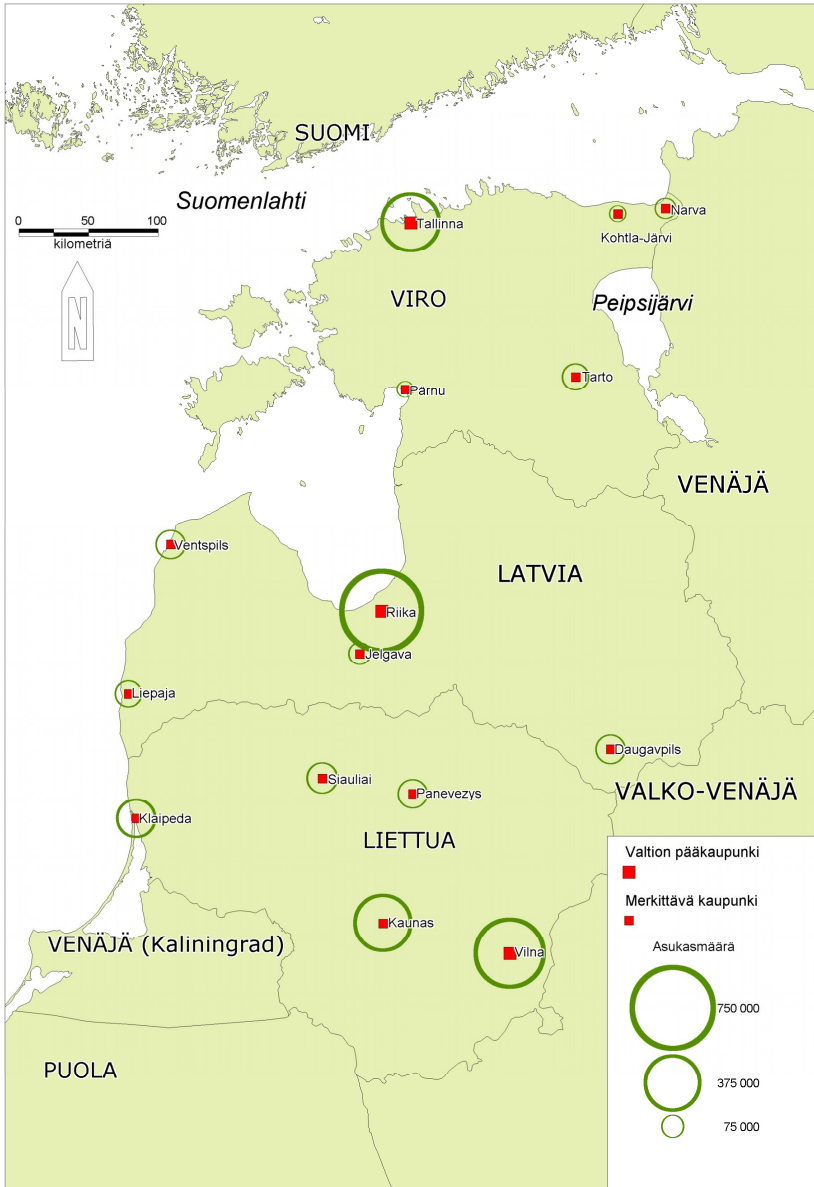 SUOMI
Suomenlahti
0 50 100
kilometriä
N
Tallinna
Narva
Kohtla-Järvi
VIRO
Peipsijärvi
Tarto
Pärnu
VENÄJÄ
Ventspils
LATVIA
Riika
Jelgava
Liepaja
Daugavpils
Siauliai
Panevezys
VALKO-VENÄJÄ
Klaipeda
LIETTUA
Kaunas
VENÄJÄ (Kaliningrad)
Vilna
PUOLA
Valtion pääkaupunki
Merkittävä kaupunki
Asukasmäärä
750 000
375 000
75 000